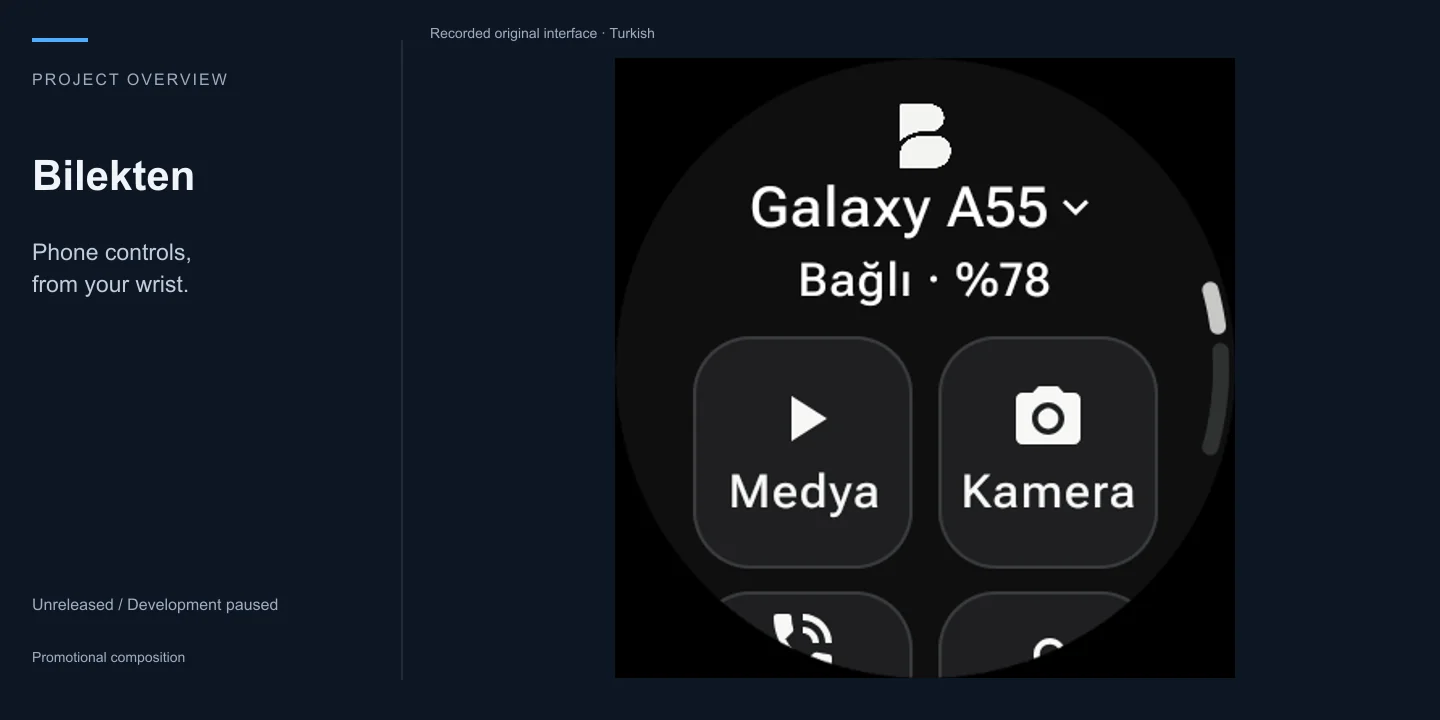 PROJECT OVERVIEW
Bilekten
Phone controls,
from your wrist.
Unreleased / Development paused
Promotional composition
Recorded original interface · Turkish
Galaxy A55
Bağlı · %78
Medya
Kamera